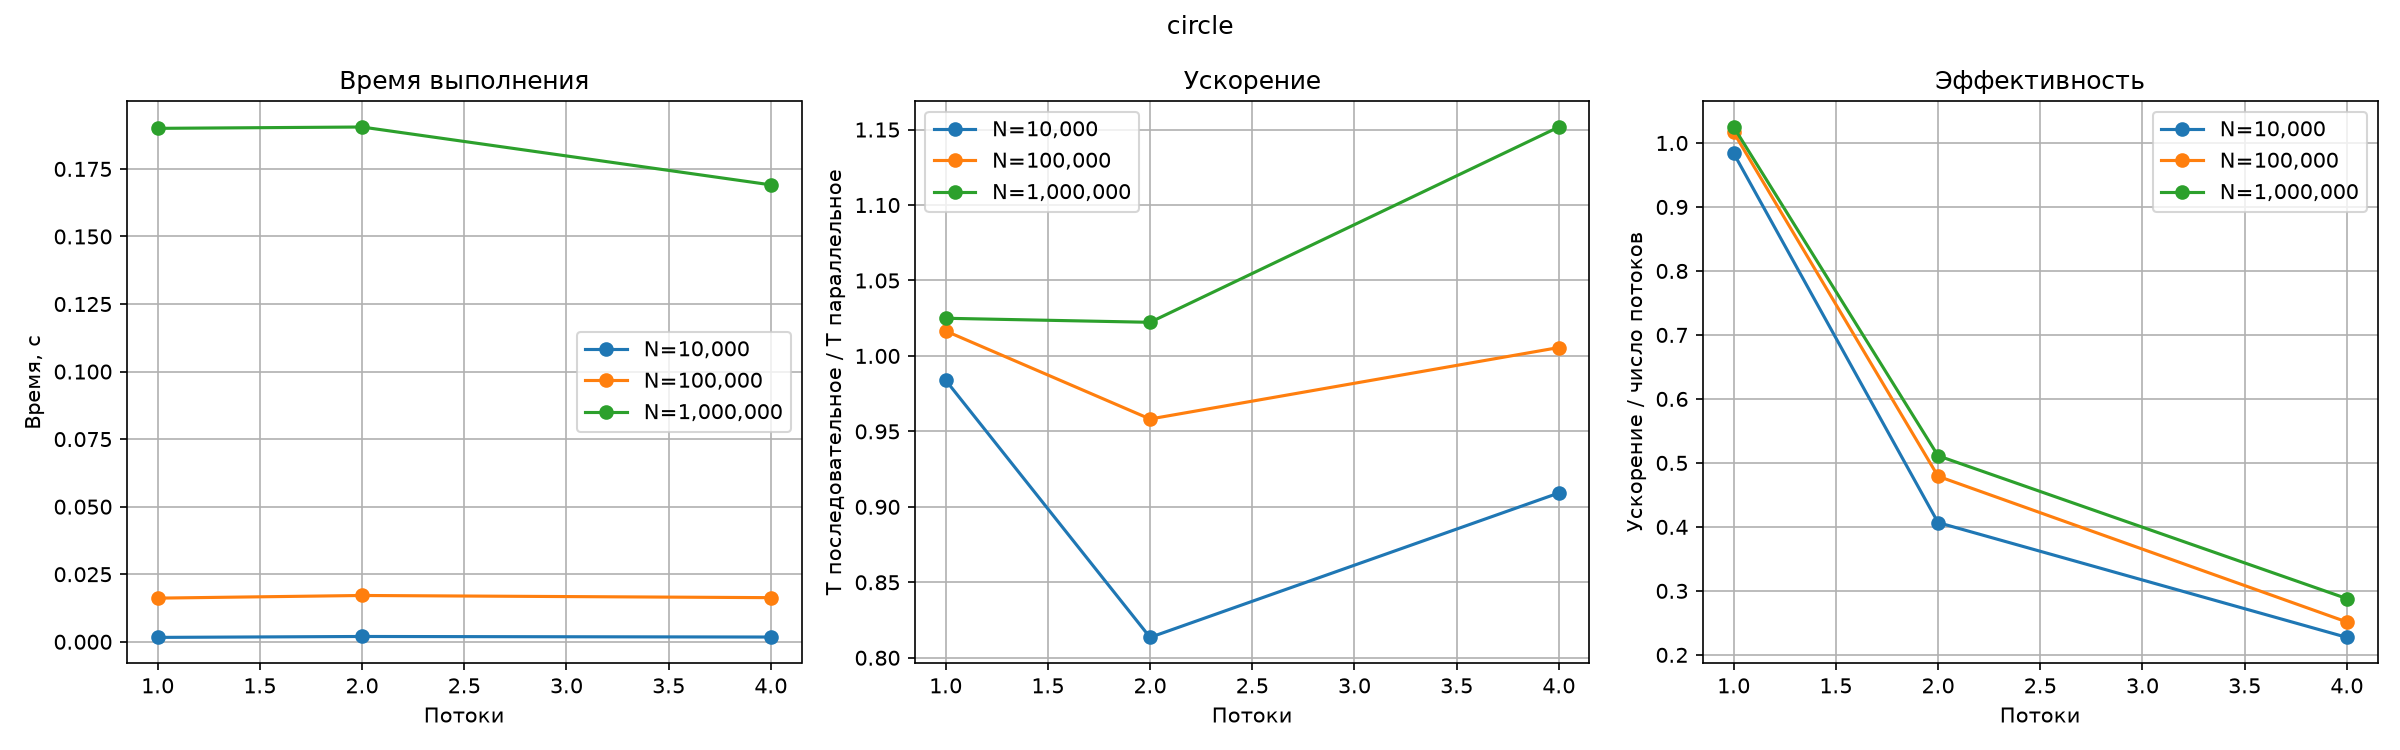 circle
Время выполнения
Время, с
0.175
0.150
0.125
0.100
0.075
0.050
0.025
0.000
N=10,000
N=100,000
N=1,000,000
1.0 1.5 2.0 2.5 3.0 3.5 4.0
Потоки
Ускорение
T последовательное / T параллельное
1.15
1.10
1.05
1.00
0.95
0.90
0.85
0.80
N=10,000
N=100,000
N=1,000,000
1.0 1.5 2.0 2.5 3.0 3.5 4.0
Потоки
Эффективность
Ускорение / число потоков
1.0
0.9
0.8
0.7
0.6
0.5
0.4
0.3
0.2
N=10,000
N=100,000
N=1,000,000
1.0 1.5 2.0 2.5 3.0 3.5 4.0
Потоки